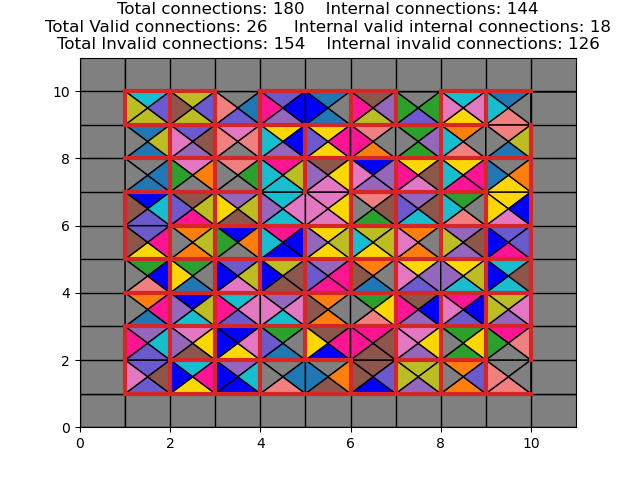 Total connections: 180    Internal connections: 144
Total Valid connections: 26     Internal valid internal connections: 18
Total Invalid connections: 154    Internal invalid connections: 126
10
8
6
4
2
0
0 2 4 6 8 10